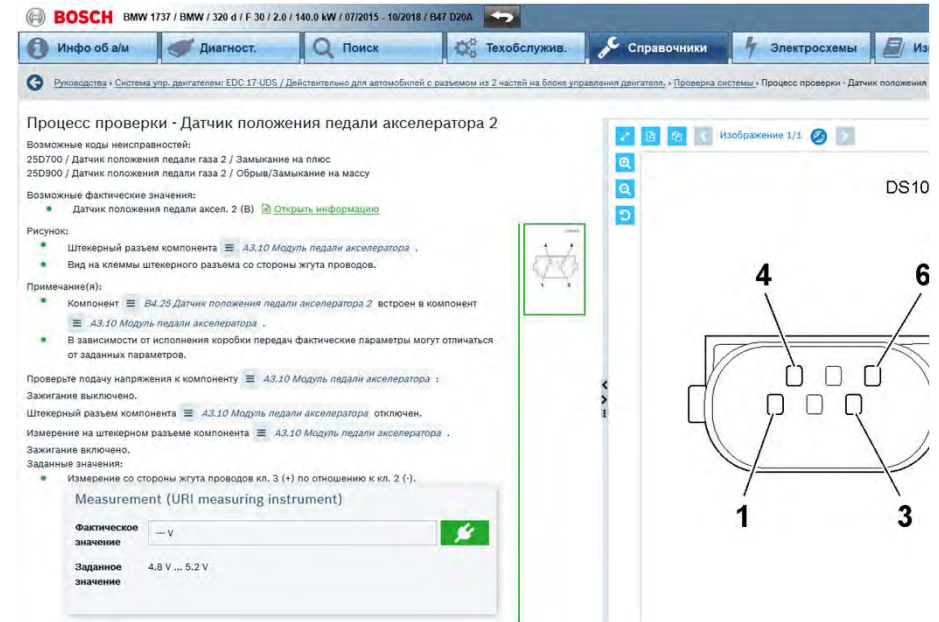 BOSCH BMW 1737 / BMW / 320 d / F 30 / 2.0 / 140.0 kW / 07/2015 - 10/2018 / B47 D20A
Инфо об а/м Диагност. Поиск Техобслужив. Справочники Электросхемы Из
Руководства › Система упр. двигателем: EDC 17-UDS / Действительно для автомобилей с разъемом из 2 частей на блоке управления двигателя. › Проверка системы › Процесс проверки - Датчик положения
Процесс проверки - Датчик положения педали акселератора 2
Возможные коды неисправностей:
25D700 / Датчик положения педали газа 2 / Замыкание на плюс
25D900 / Датчик положения педали газа 2 / Обрыв/Замыкание на массу
Возможные фактические значения:
Датчик положения педали аксел. 2 (В) Открыть информацию
Рисунок:
Штекерный разъем компонента А3.10 Модуль педали акселератора .
Вид на клеммы штекерного разъема со стороны жгута проводов.
Примечание(я):
Компонент В4.25 Датчик положения педали акселератора 2 встроен в компонент
А3.10 Модуль педали акселератора .
В зависимости от исполнения коробки передач фактические параметры могут отличаться
от заданных параметров.
Проверьте подачу напряжения к компоненту А3.10 Модуль педали акселератора :
Зажигание выключено.
Штекерный разъем компонента А3.10 Модуль педали акселератора отключен.
Измерение на штекерном разъеме компонента А3.10 Модуль педали акселератора .
Зажигание включено.
Заданные значения:
Измерение со стороны жгута проводов кл. 3 (+) по отношению к кл. 2 (-).
Measurement (URI measuring instrument)
Фактическое
значение
--- V
Заданное
значение
4.8 V ... 5.2 V
Изображение 1/1
DS10
4 6
1 3